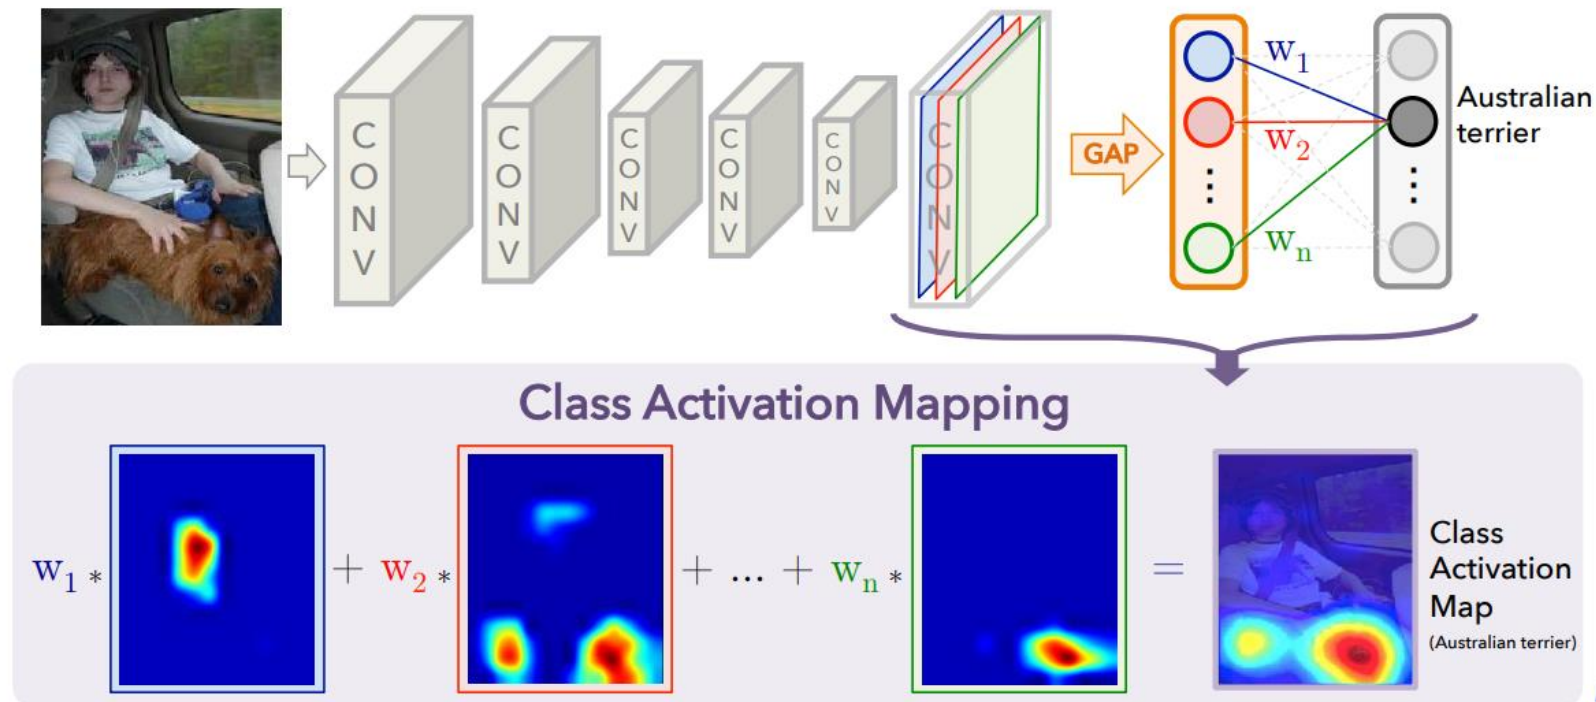 CONV
CONV
CONV
CONV
CONV
CONV
GAP
w1
w2
⋮
wn
⋮
Australian
terrier
Class Activation Mapping
w1 * + w2 * + ... + wn * =
Class
Activation
Map
(Australian terrier)